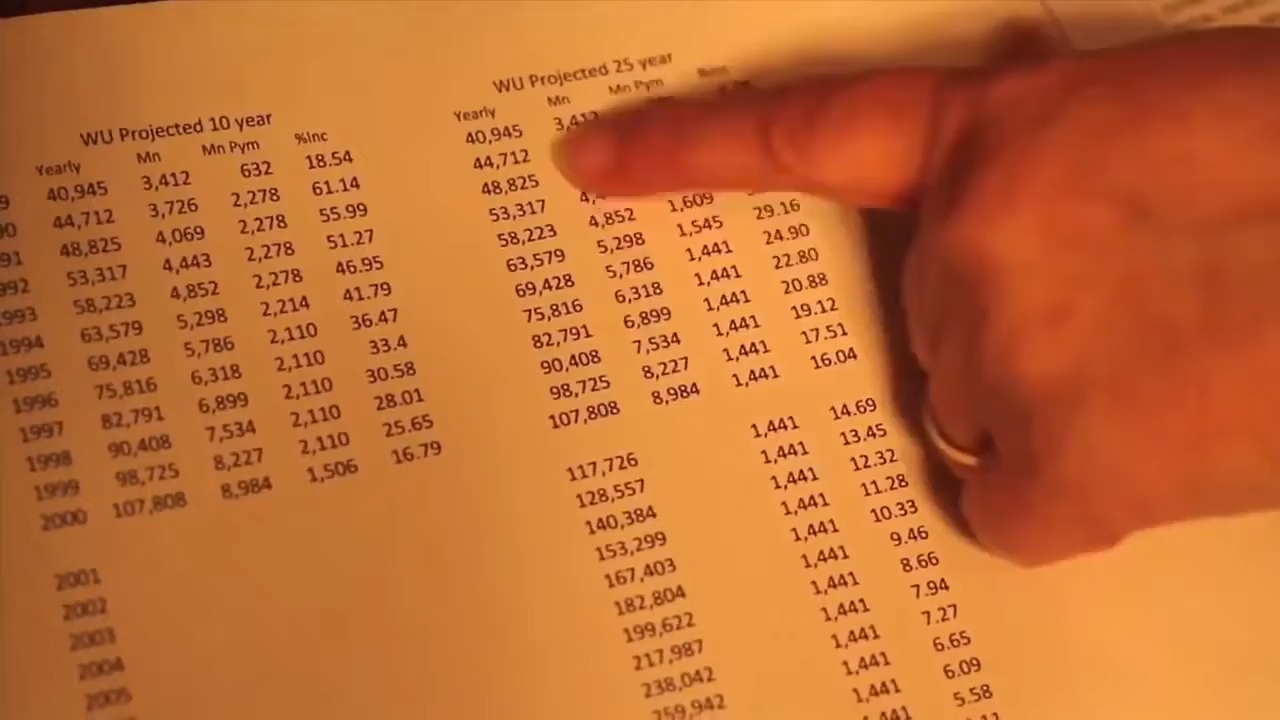 WU Projected 10 year
Yearly Mn Mn Pym %Inc
9 40,945 3,412 632 18.54
44,712 3,726 2,278 61.14
91 48,825 4,069 2,278 55.99
992 53,317 4,443 2,278 51.27
1993 58,223 4,852 2,278 46.95
1994 63,579 5,298 2,214 41.79
1995 69,428 5,786 2,110 36.47
1996 75,816 6,318 2,110 33.4
1997 82,791 6,899 2,110 30.58
1998 90,408 7,534 2,110 28.01
1999 98,725 8,227 2,110 25.65
2000 107,808 8,984 1,506 16.79
2001
2002
2003
2004
2005
WU Projected 25 year
Yearly Mn Mn Pym
40,945 3,412
44,712
48,825
53,317
58,223 4,852 1,609
63,579 5,298 1,545 29.16
69,428 5,786 1,441 24.90
75,816 6,318 1,441 22.80
82,791 6,899 1,441 20.88
90,408 7,534 1,441 19.12
98,725 8,227 1,441 17.51
107,808 8,984 1,441 16.04
117,726 1,441 14.69
128,557 1,441 13.45
140,384 1,441 12.32
153,299 1,441 11.28
167,403 1,441 10.33
182,804 1,441 9.46
199,622 1,441 8.66
217,987 1,441 7.94
238,042 1,441 7.27
259,942 1,441 6.65
1,441 6.09
1,441 5.58